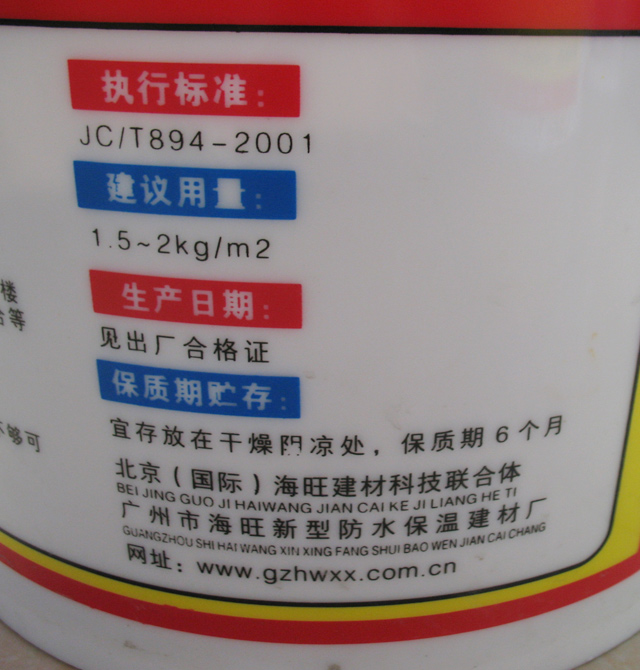 执行标准：
JC/T894-2001
建议用量：
1.5~2kg/m2
生产日期：
见出厂合格证
保质期贮存：
宜存放在干燥阴凉处，保质期6个月
北京（国际）海旺建材科技联合体
BEI JING GUO JI HAIWANG JIAN CAI KE JI LIANG HE TI
广州市海旺新型防水保温建材厂
GUANGZHOU SHI HAI WANG XIN XING FANG SHUI BAO WEN JIAN CAI CHANG
网址：www.gzhwxx.com.cn
楼
等
够可